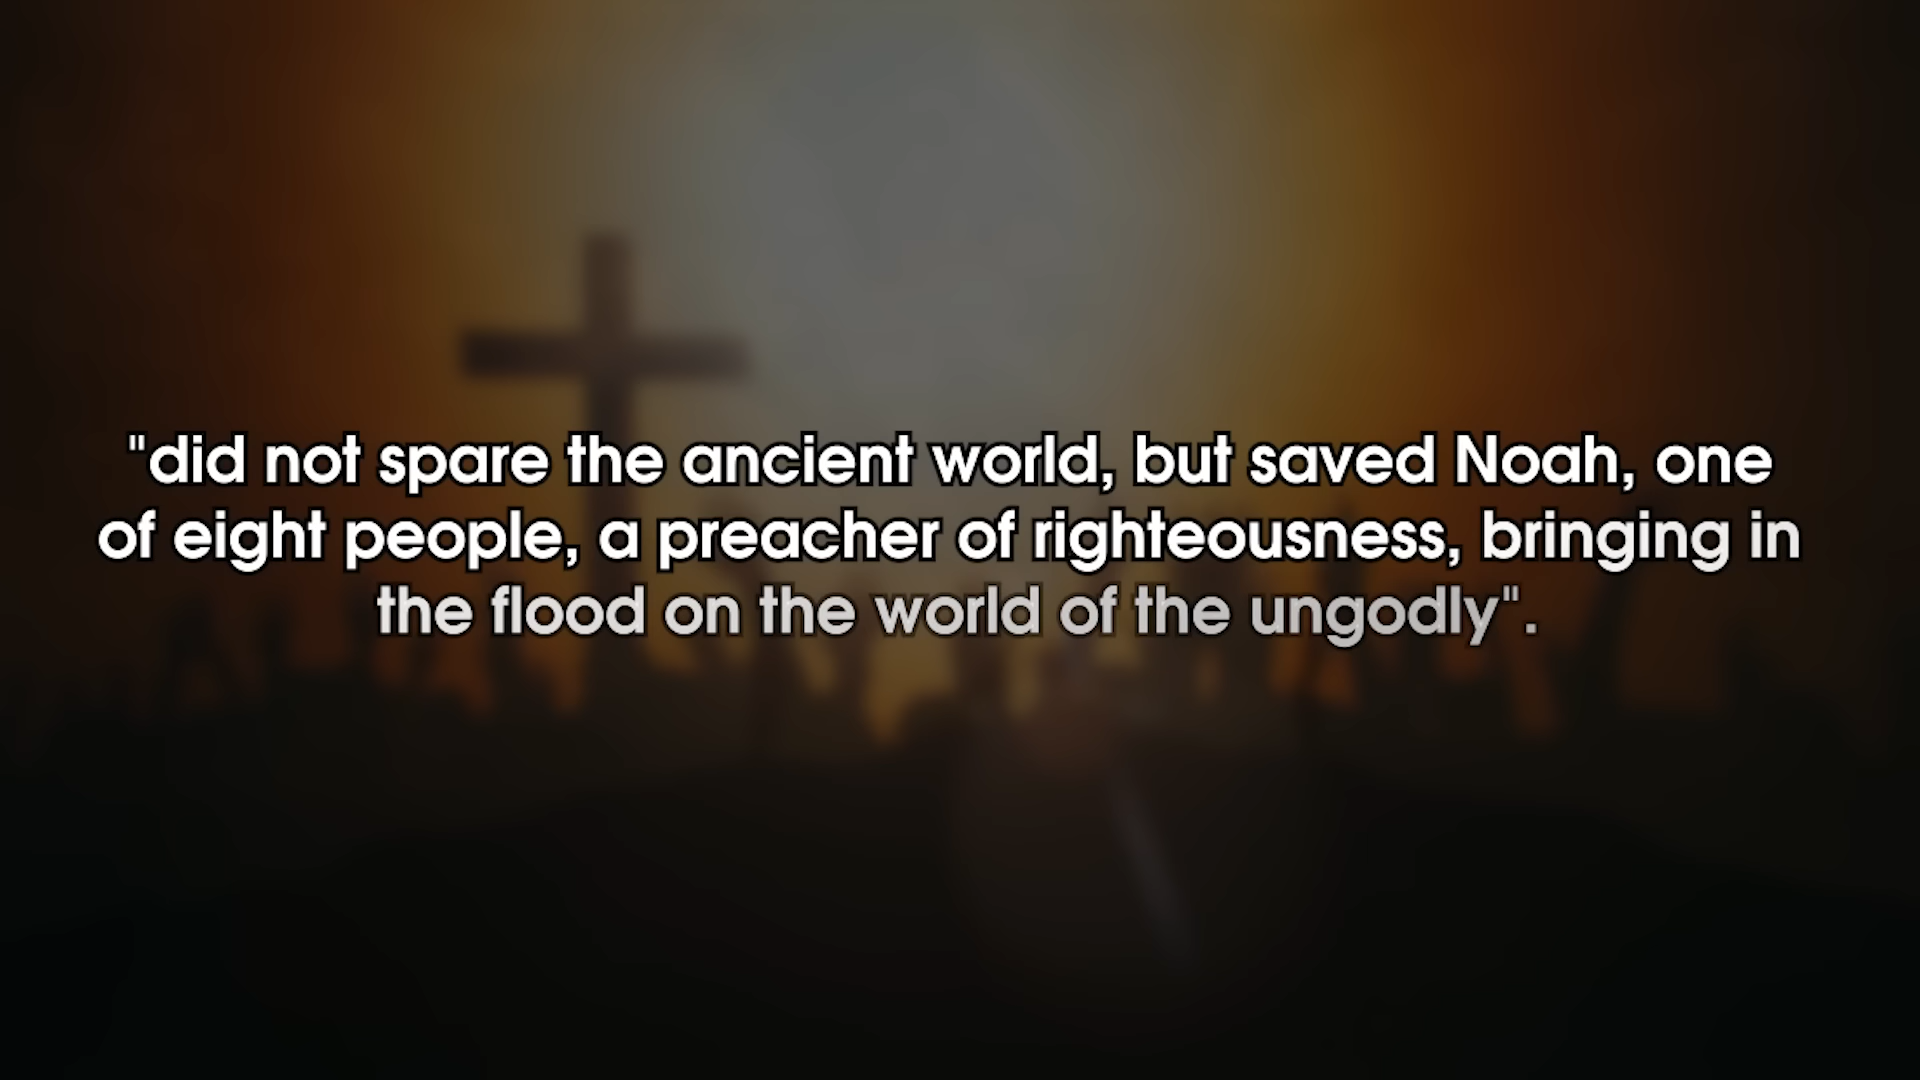 "did not spare the ancient world, but saved Noah, one
of eight people, a preacher of righteousness, bringing in
the flood on the world of the ungodly".